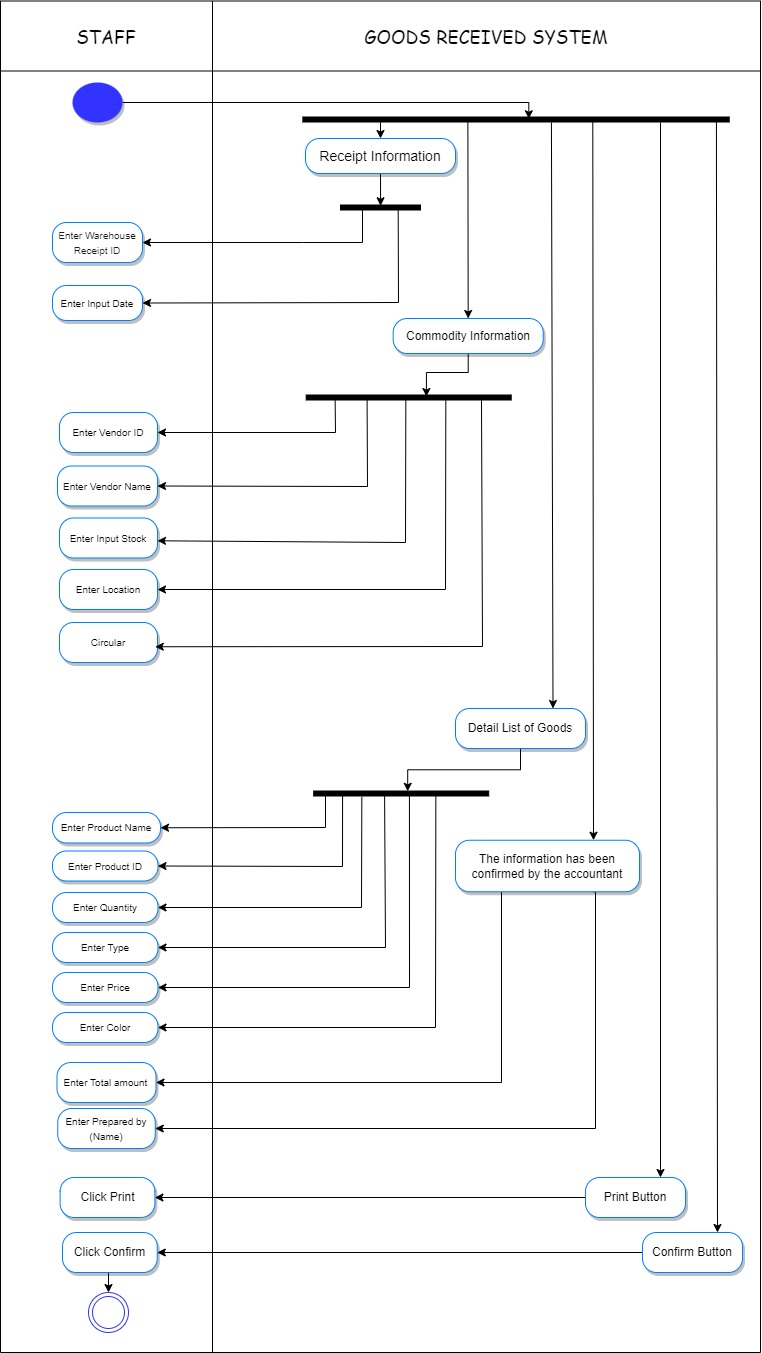 STAFF
GOODS RECEIVED SYSTEM
Receipt Information
Enter Warehouse
Receipt ID
Enter Input Date
Commodity Information
Enter Vendor ID
Enter Vendor Name
Enter Input Stock
Enter Location
Circular
Detail List of Goods
Enter Product Name
The information has been
confirmed by the accountant
Enter Product ID
Enter Quantity
Enter Type
Enter Price
Enter Color
Enter Total amount
Enter Prepared by
(Name)
Click Print
Print Button
Click Confirm
Confirm Button